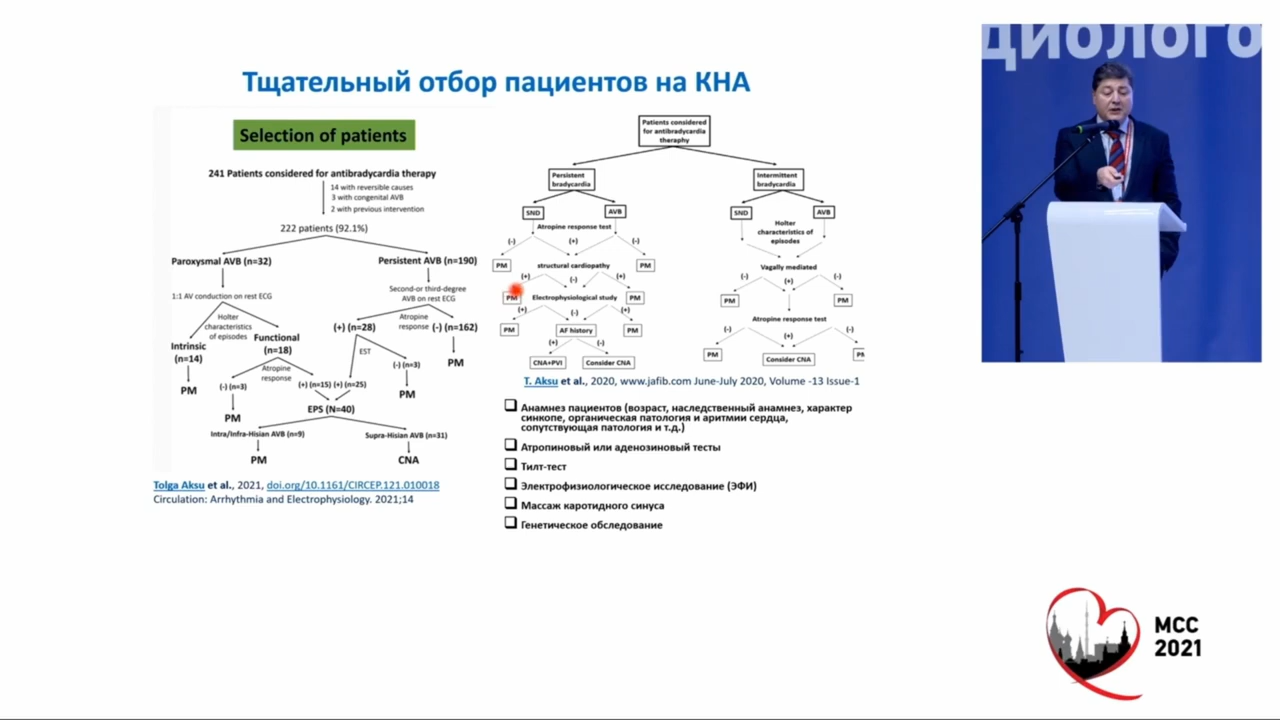 диолого
Тщательный отбор пациентов на КНА
Selection of patients
241 Patients considered for antibradycardia therapy
14 with reversible causes
3 with congenital AVB
2 with previous intervention
222 patients (92.1%)
Paroxysmal AVB (n=32)
Persistent AVB (n=190)
1:1 AV conduction on rest ECG
Second-or third-degree
AVB on rest ECG
Holter
characteristics
of episodes
Intrinsic
(n=14)
Functional
(n=18)
(+) (n=28)
Atropine
response
(-) (n=162)
EST
PM
Atropine
response
(-) (n=3)
(+) (n=15)
(+) (n=25)
(-) (n=3)
PM
PM
PM
EPS (N=40)
Intra/Infra-Hisian AVB (n=9)
Supra-Hisian AVB (n=31)
PM
CNA
Tolga Aksu et al., 2021, doi.org/10.1161/CIRCEP.121.010018
Circulation: Arrhythmia and Electrophysiology. 2021;14
Patients considered
for antibradycardia
theraphy
Persistent
bradycardia
Intermittent
bradycardia
SND
AVB
Atropine response test
(-)
(+)
(-)
PM
structural cardiopathy
PM
(+)
(-)
(+)
PM
Electrophysiological study
PM
(+)
(-)
(+)
PM
AF history
PM
(+)
(-)
CNA+PVI
Consider CNA
SND
AVB
Holter
characteristics of
episodes
Vagally mediated
(-)
(+)
(-)
PM
PM
Atropine response test
(-)
(+)
(-)
PM
Consider CNA
PM
T. Aksu et al., 2020, www.jafib.com June-July 2020, Volume -13 Issue-1
Анамнез пациентов (возраст, наследственный анамнез, характер
синкопе, органическая патология и аритмии сердца,
сопутствующая патология и т.д.)
Атропиновый или аденозиновый тесты
Тилт-тест
Электрофизиологическое исследование (ЭФИ)
Массаж каротидного синуса
Генетическое обследование
МСС
2021